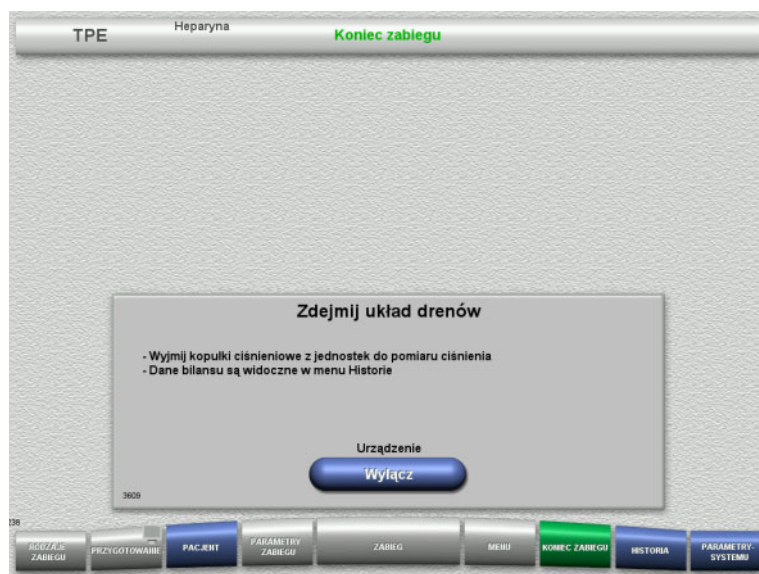 TPE
Heparyna
Koniec zabiegu
Zdejmij układ drenów
- Wyjmij kopułki ciśnieniowe z jednostek do pomiaru ciśnienia
- Dane bilansu są widoczne w menu Historie
Urządzenie
Wyłącz
3609
RODZAJE
ZABIEGU
PRZYGOTOWANIE
PACJENT
PARAMETRY
ZABIEGU
ZABIEG
MENU
KONIEC ZABIEGU
HISTORIA
PARAMETRY-
SYSTEMU